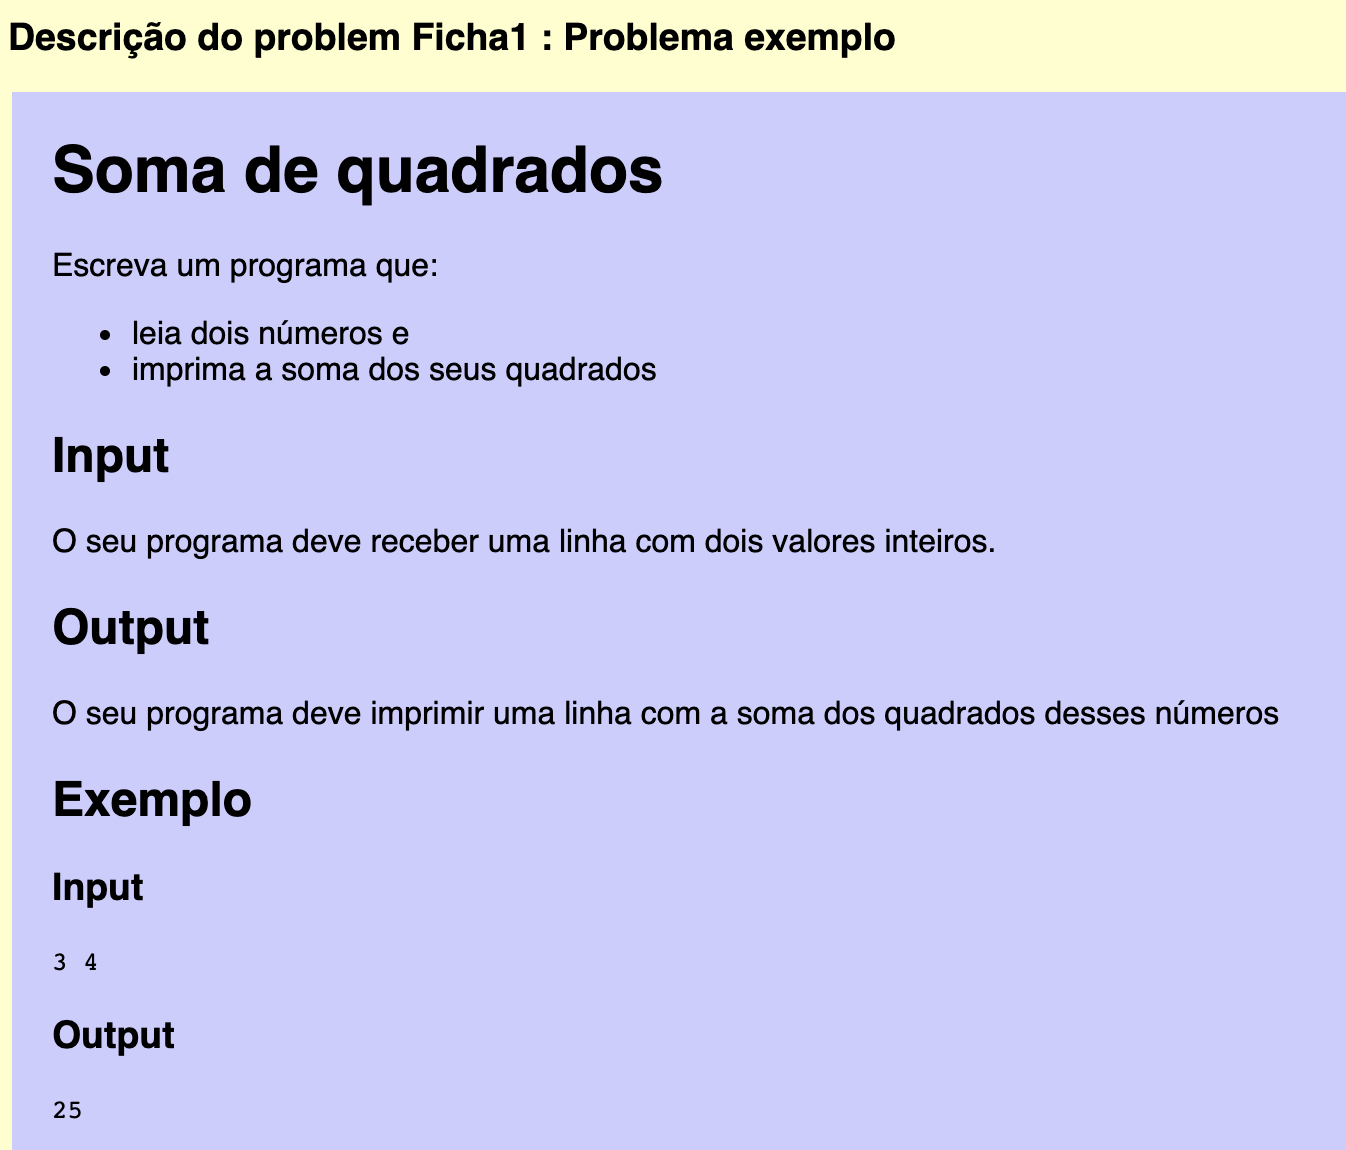 Descrição do problem Ficha1 : Problema exemplo
Soma de quadrados
Escreva um programa que:
leia dois números e
imprima a soma dos seus quadrados
Input
O seu programa deve receber uma linha com dois valores inteiros.
Output
O seu programa deve imprimir uma linha com a soma dos quadrados desses números
Exemplo
Input
3 4
Output
25